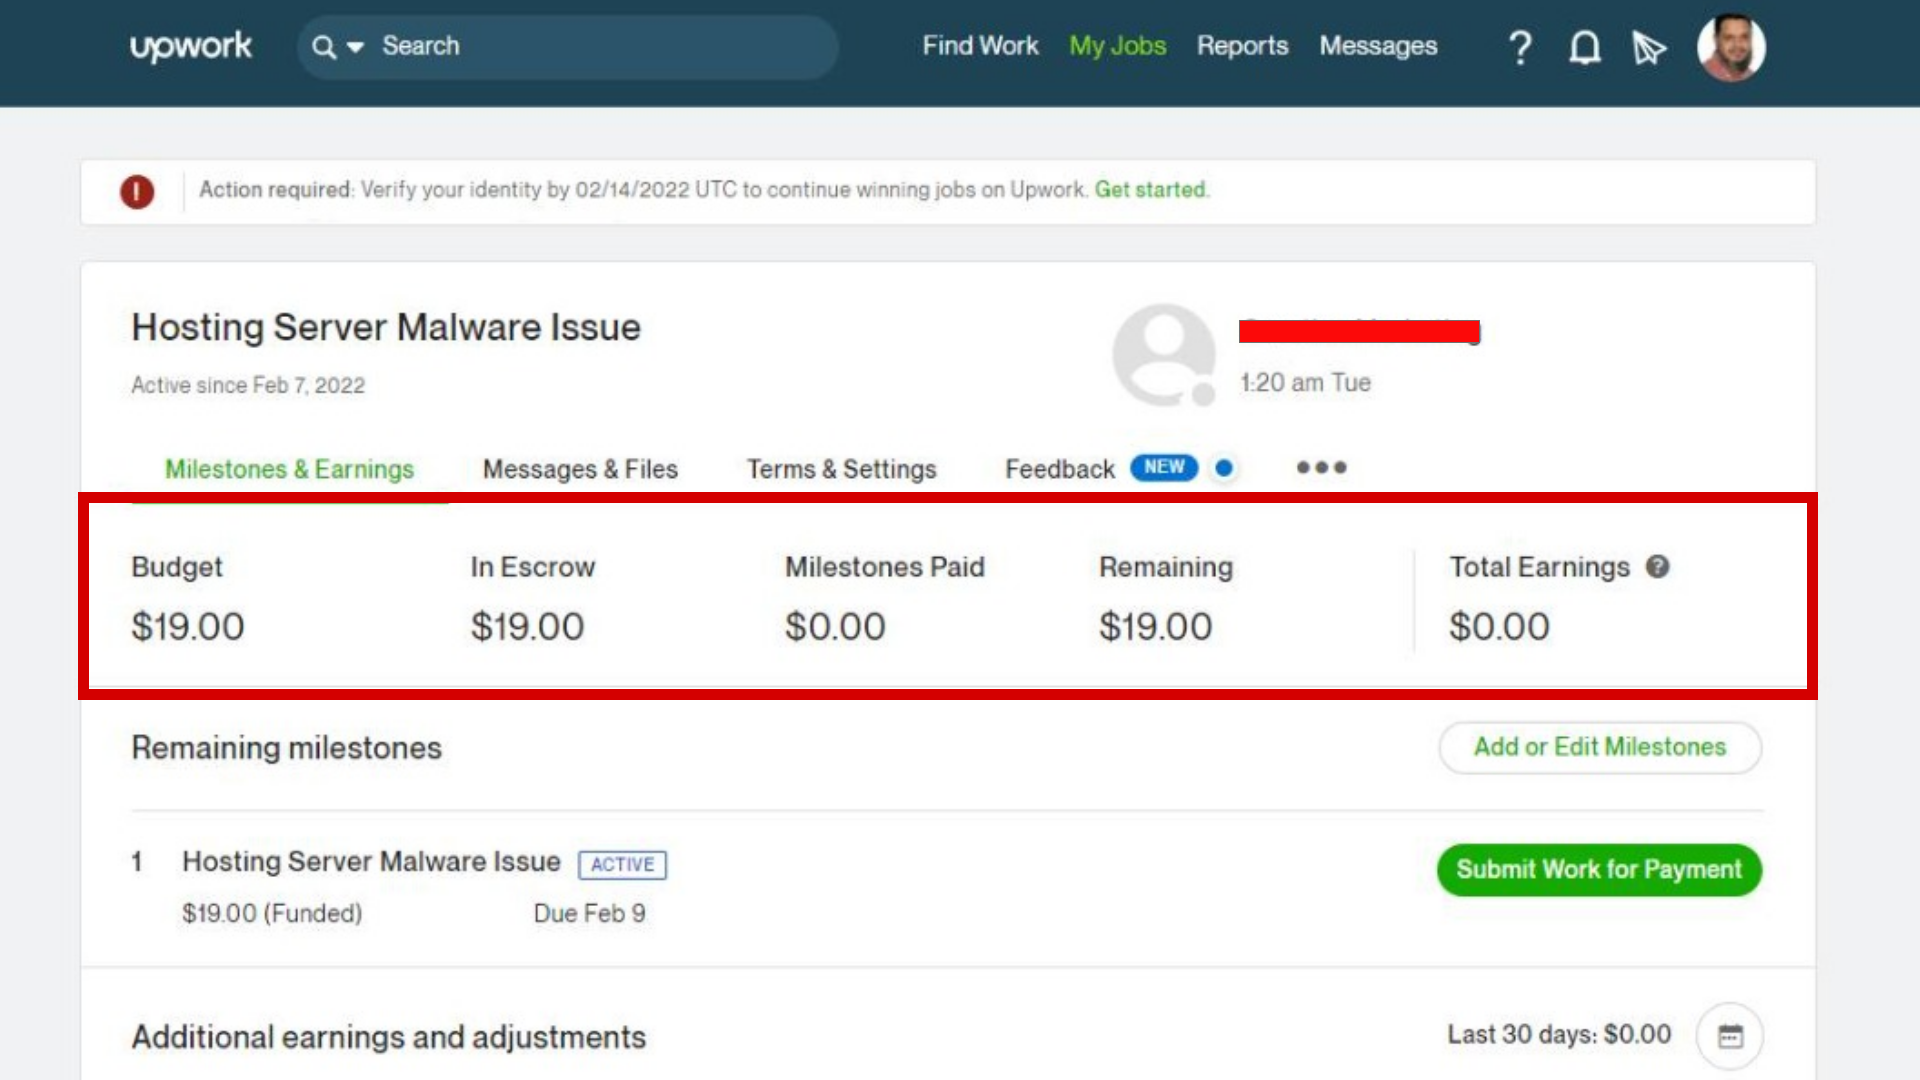 upwork Search Find Work My Jobs Reports Messages
Action required: Verify your identity by 02/14/2022 UTC to continue winning jobs on Upwork. Get started.
Hosting Server Malware Issue
Active since Feb 7, 2022
1:20 am Tue
Milestones & Earnings Messages & Files Terms & Settings Feedback NEW
Budget In Escrow Milestones Paid Remaining Total Earnings
$19.00 $19.00 $0.00 $19.00 $0.00
Remaining milestones Add or Edit Milestones
1 Hosting Server Malware Issue ACTIVE Submit Work for Payment
$19.00 (Funded) Due Feb 9
Additional earnings and adjustments Last 30 days: $0.00